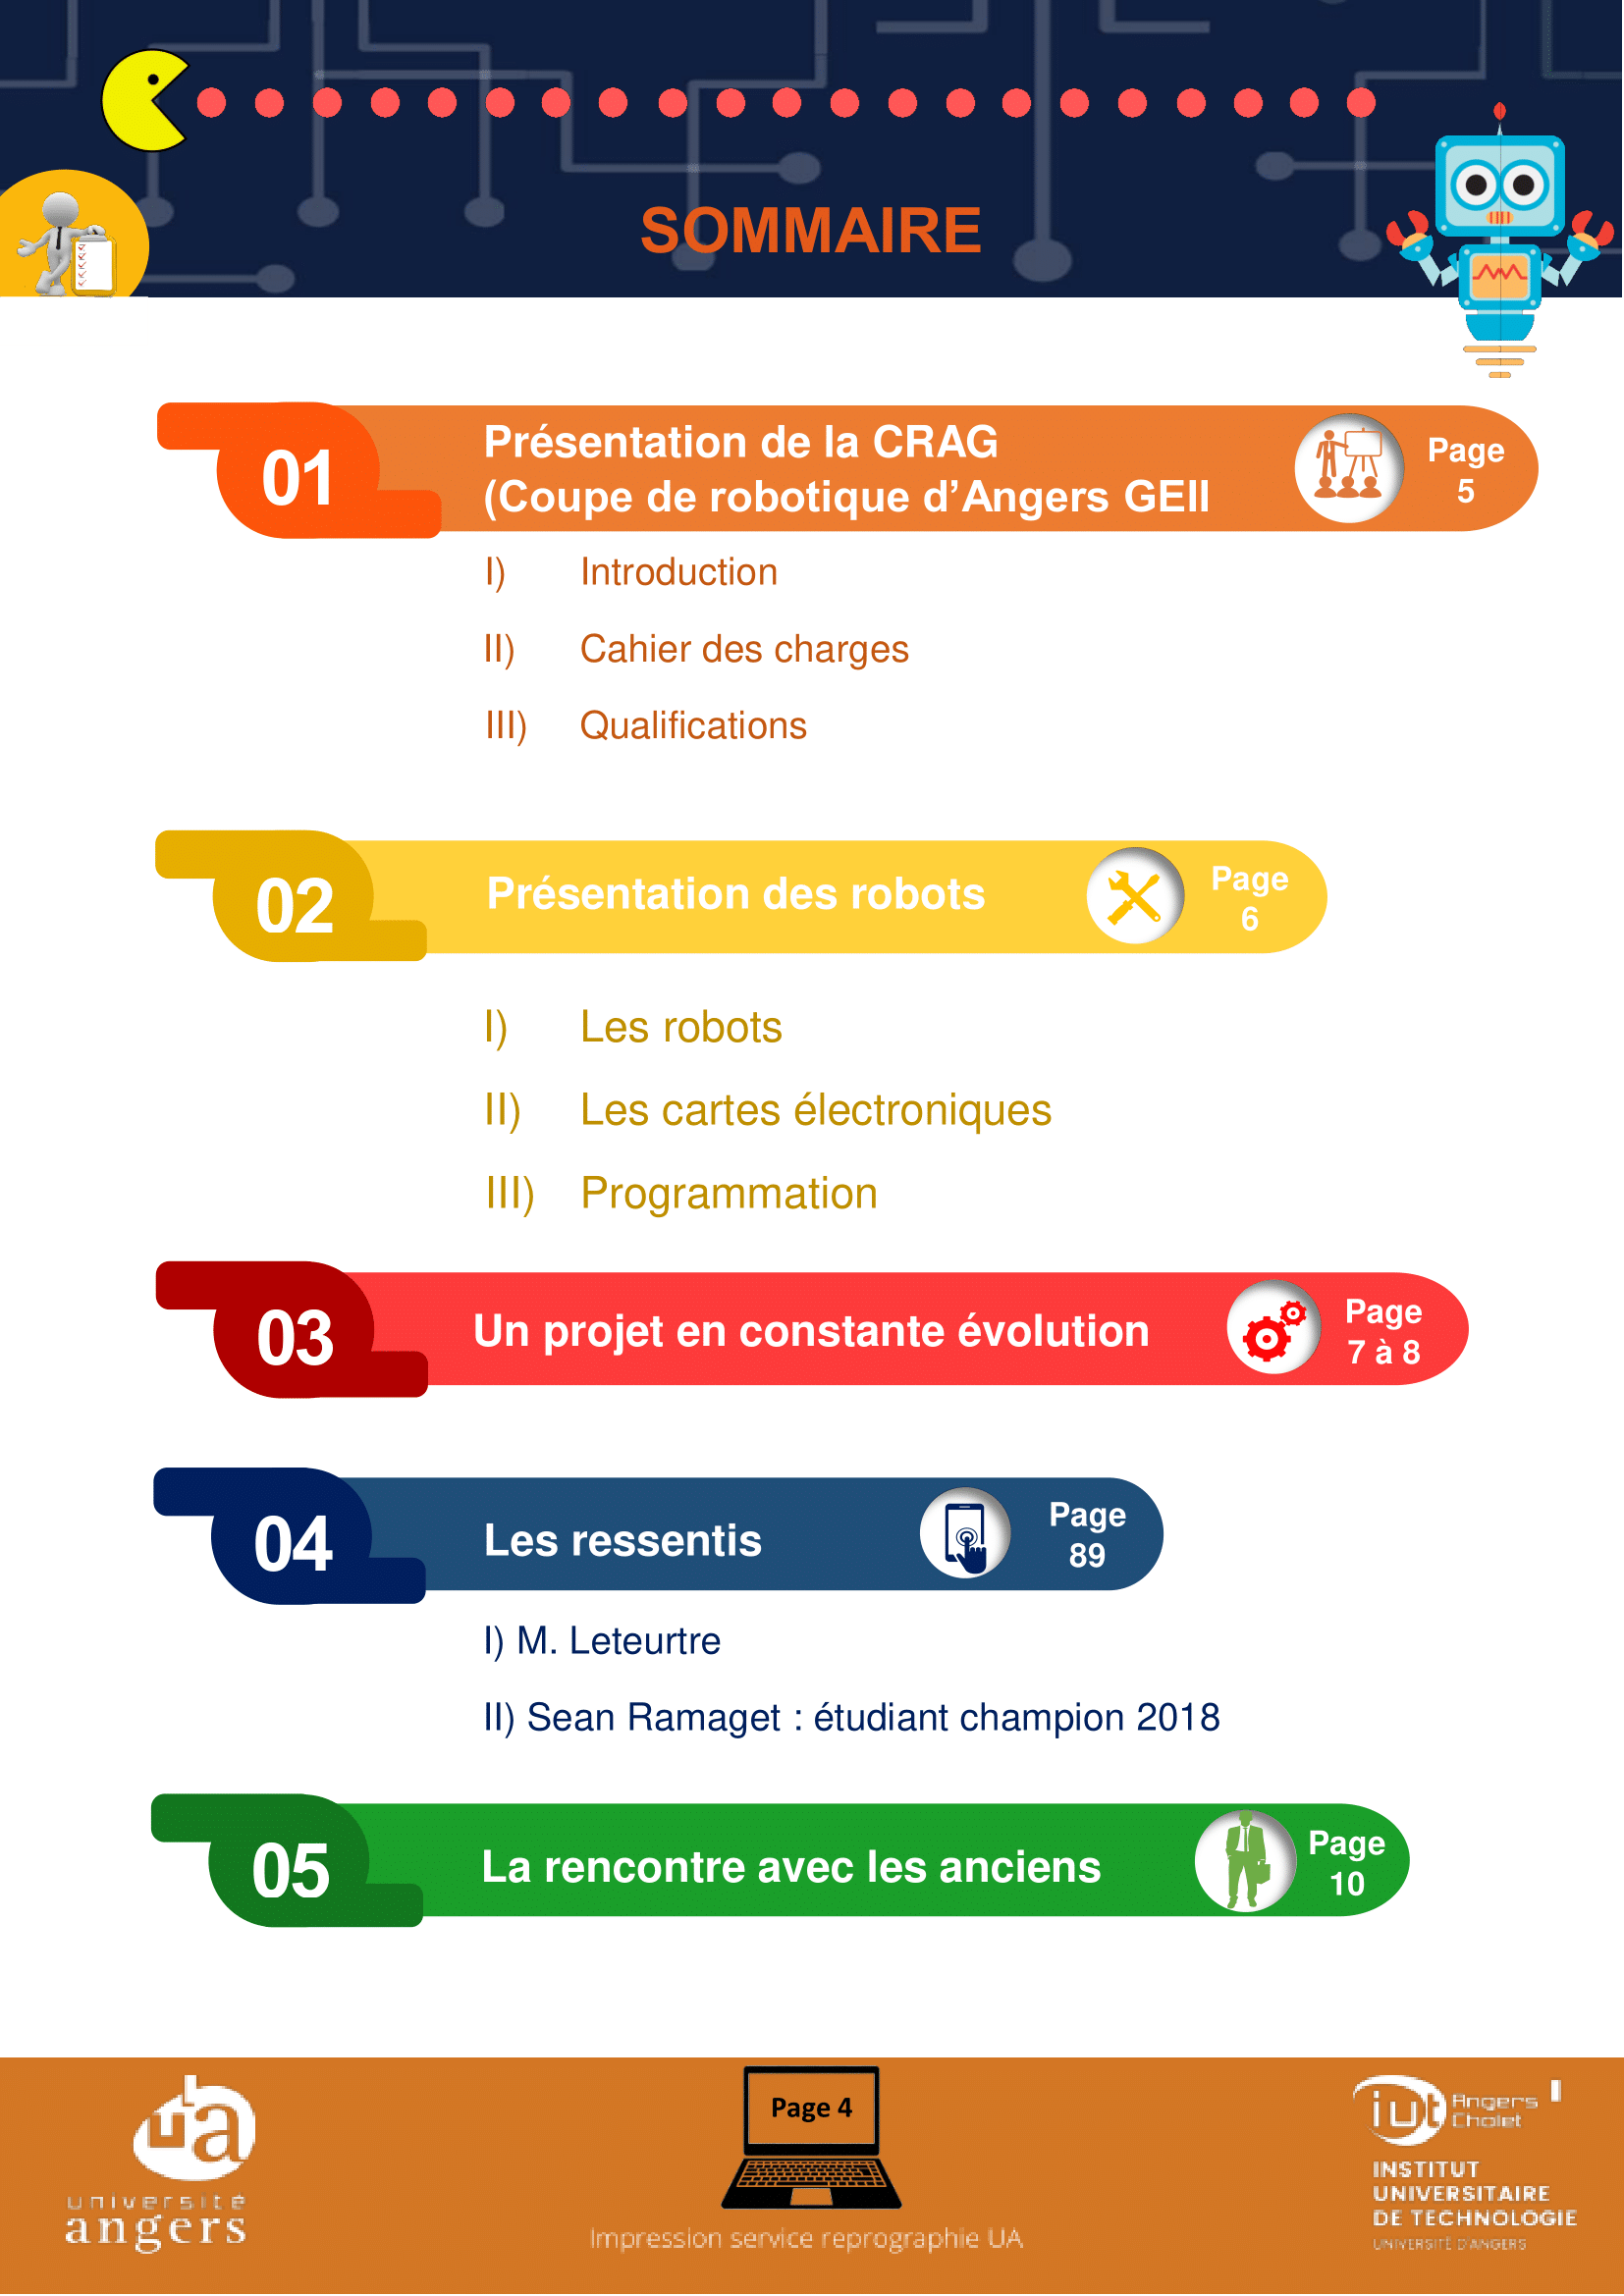 SOMMAIRE
01
Présentation de la CRAG
(Coupe de robotique d’Angers GEII
Page
5
I) Introduction
II) Cahier des charges
III) Qualifications
02
Présentation des robots
Page
6
I) Les robots
II) Les cartes électroniques
III) Programmation
03
Un projet en constante évolution
Page
7 à 8
04
Les ressentis
Page
89
I) M. Leteurtre
II) Sean Ramaget : étudiant champion 2018
05
La rencontre avec les anciens
Page
10
ua
université
angers
Page 4
Impression service reprographie UA
iut Angers
Cholet
INSTITUT
UNIVERSITAIRE
DE TECHNOLOGIE
UNIVERSITÉ D'ANGERS